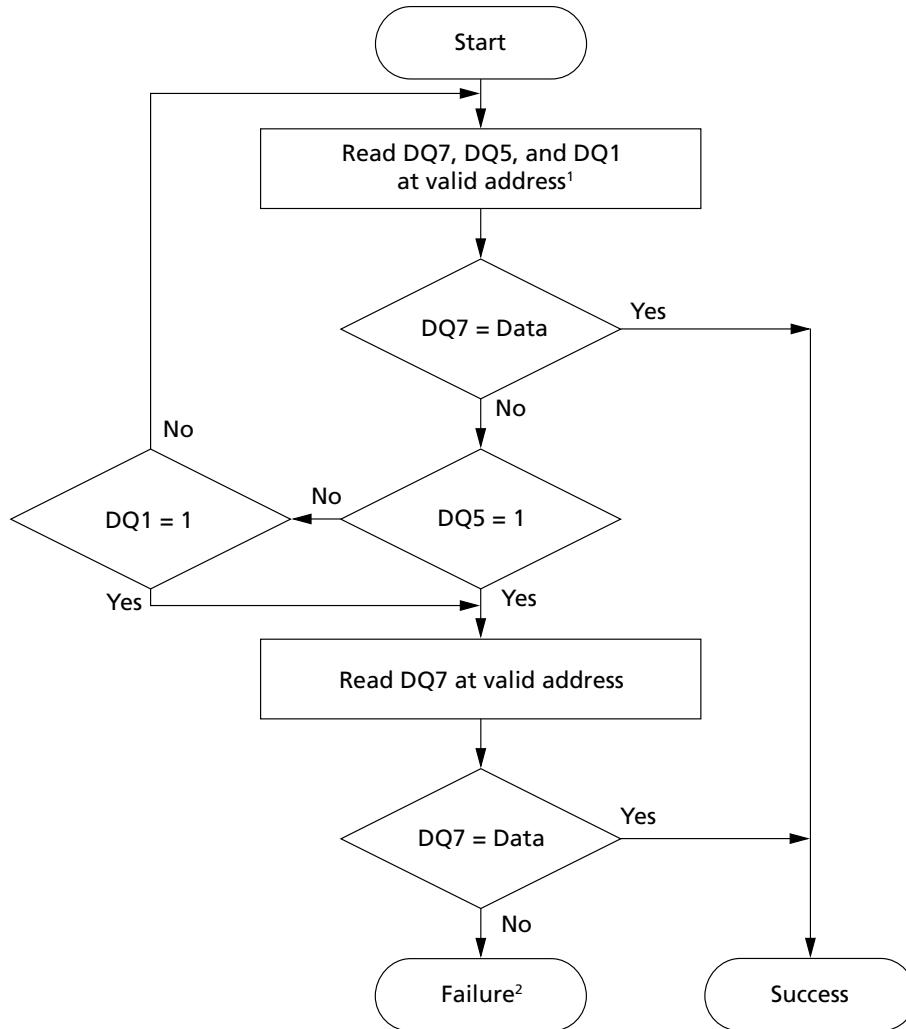 Start
Read DQ7, DQ5, and DQ1
at valid address¹
DQ7 = Data
Yes
No
No
DQ1 = 1
No
DQ5 = 1
Yes
Yes
Read DQ7 at valid address
DQ7 = Data
Yes
No
Failure²
Success